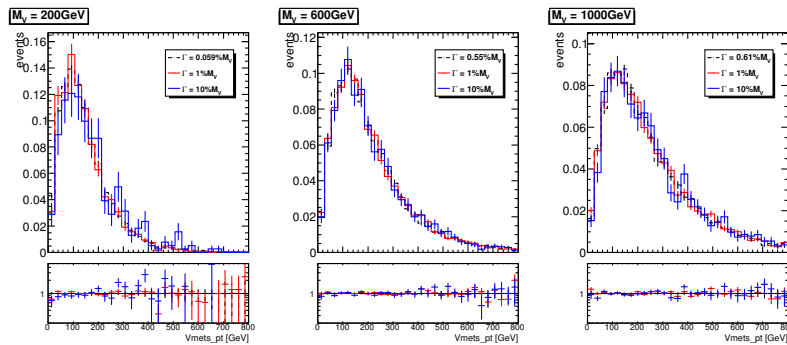 M_V = 200GeV
events
0.16
0.14
0.12
0.1
0.08
0.06
0.04
0.02
0
Γ = 0.059%M_V
Γ = 1%M_V
Γ = 10%M_V
1
0 100 200 300 400 500 600 700 800
Vmets_pt [GeV]
M_V = 600GeV
events
0.12
0.1
0.08
0.06
0.04
0.02
0
Γ = 0.55%M_V
Γ = 1%M_V
Γ = 10%M_V
1
0 100 200 300 400 500 600 700 800
Vmets_pt [GeV]
M_V = 1000GeV
events
0.1
0.08
0.06
0.04
0.02
0
Γ = 0.61%M_V
Γ = 1%M_V
Γ = 10%M_V
1
0 100 200 300 400 500 600 700 800
Vmets_pt [GeV]